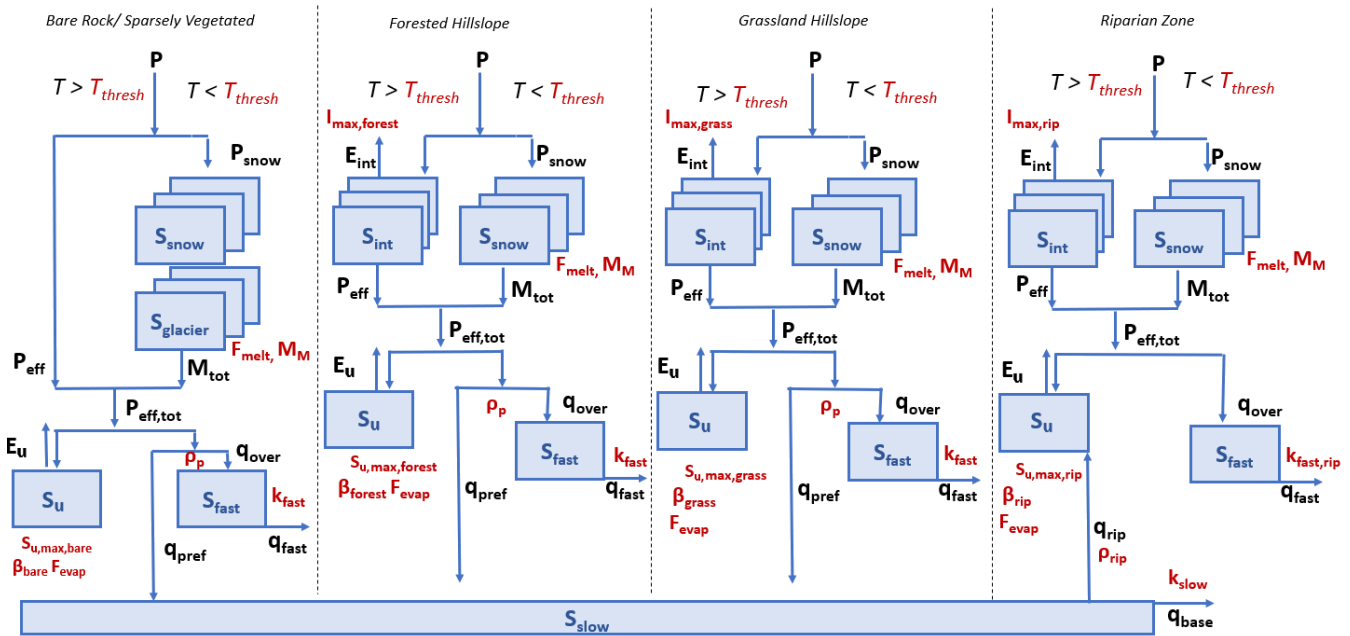 Bare Rock/ Sparsely Vegetated
P
T > Tthresh
T < Tthresh
Psnow
Ssnow
Sglacier
Fmelt, MM
Peff
Mtot
Peff,tot
Eu
ρp
qover
Su
Sfast
kfast
qfast
qpref
Su,max,bare
βbare Fevap
Forested Hillslope
P
T > Tthresh
T < Tthresh
Imax,forest
Eint
Psnow
Sint
Ssnow
Fmelt, MM
Peff
Mtot
Peff,tot
Eu
ρp
qover
Su
Sfast
kfast
qfast
Su,max,forest
βforest Fevap
qpref
Grassland Hillslope
P
T > Tthresh
T < Tthresh
Imax,grass
Eint
Psnow
Sint
Ssnow
Fmelt, MM
Peff
Mtot
Peff,tot
Eu
ρp
qover
Su
Sfast
kfast
qfast
Su,max,grass
βgrass
Fevap
qpref
Riparian Zone
P
T > Tthresh
T < Tthresh
Imax,rip
Eint
Psnow
Sint
Ssnow
Fmelt, MM
Peff
Mtot
Peff,tot
Eu
qover
Su
Sfast
kfast,rip
qfast
Su,max,rip
βrip
Fevap
qrip
ρrip
kslow
qbase
Sslow